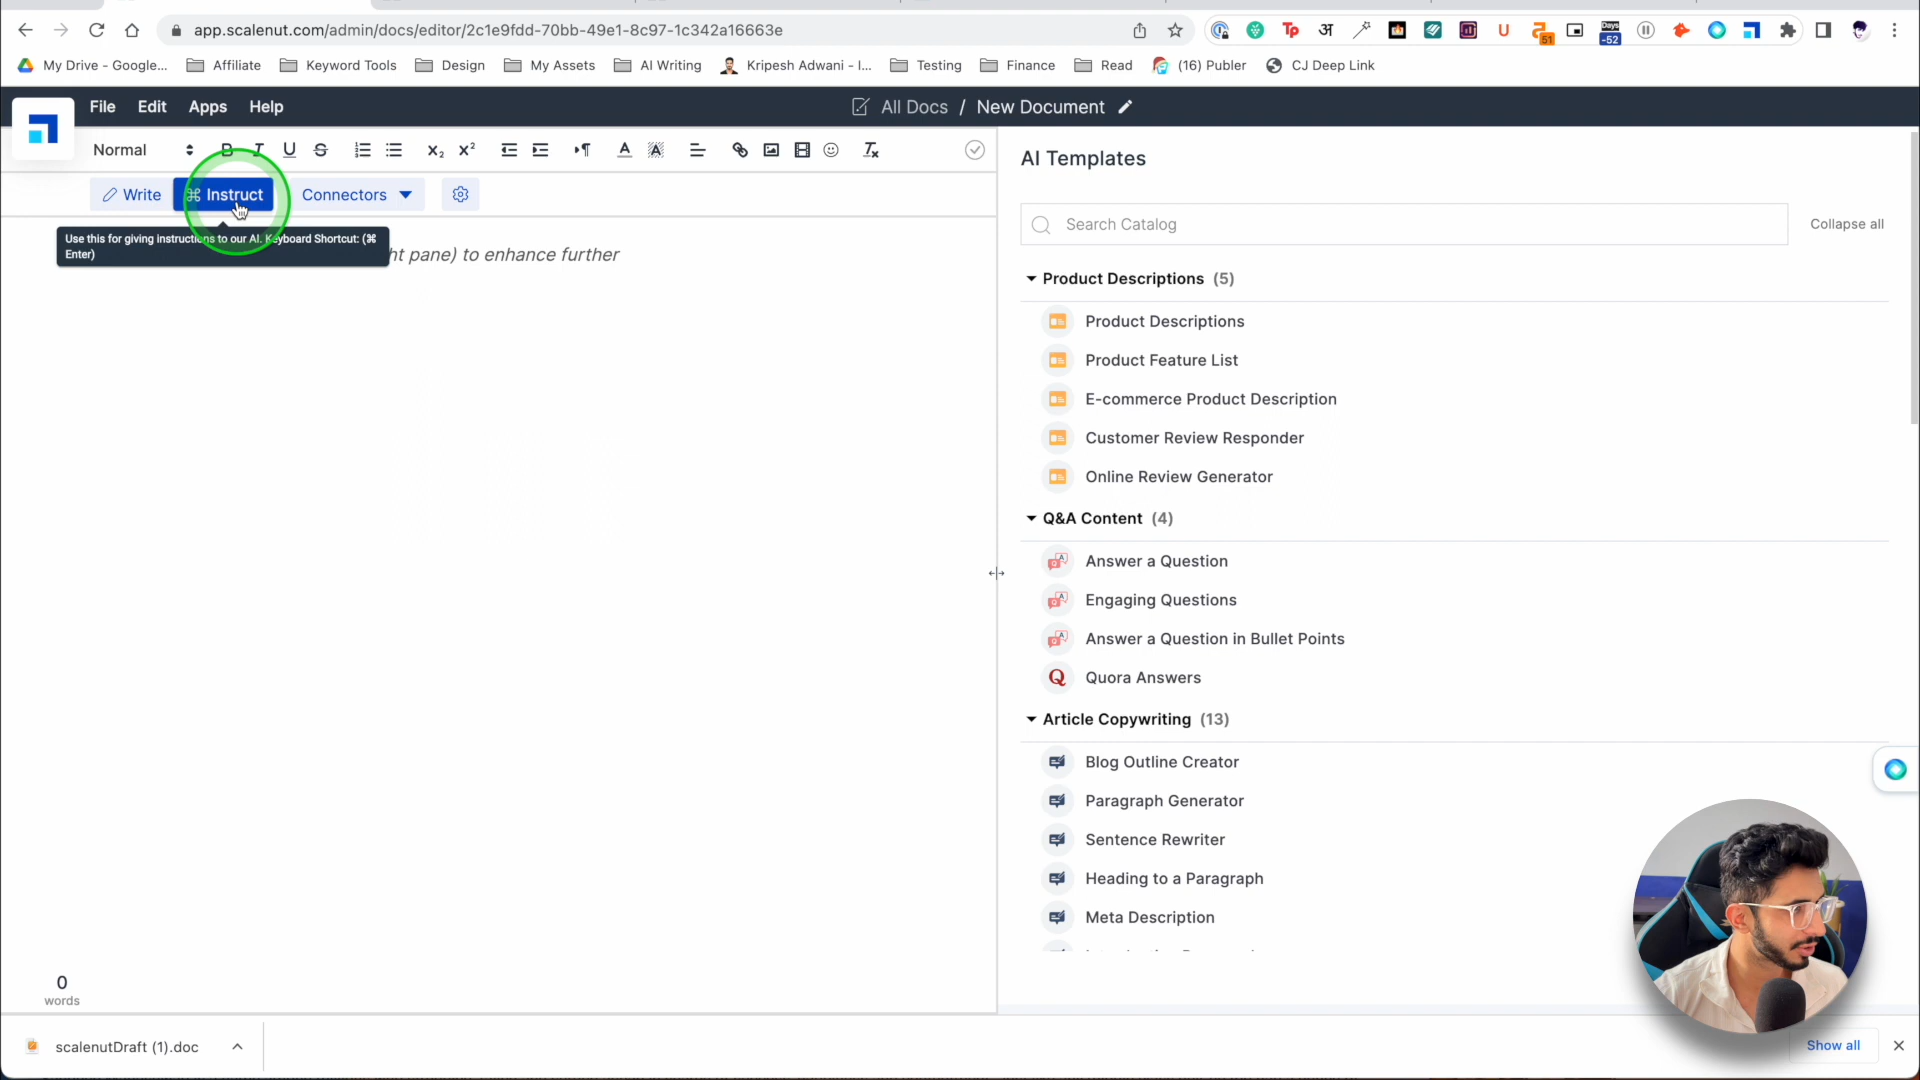 app.scalenut.com/admin/docs/editor/2c1e9fdd-70bb-49e1-8c97-1c342a16663e
Tp
अ
U
51
Days
-52
My Drive - Google...
Affiliate
Keyword Tools
Design
My Assets
AI Writing
Kripesh Adwani - I...
Testing
Finance
Read
(16) Publer
CJ Deep Link
File
Edit
Apps
Help
All Docs / New Document
Normal
B
I
U
S
Write
⌘ Instruct
Connectors
Use this for giving instructions to our AI. Keyboard Shortcut: (⌘
Enter)
ht pane) to enhance further
AI Templates
Search Catalog
Collapse all
Product Descriptions (5)
Product Descriptions
Product Feature List
E-commerce Product Description
Customer Review Responder
Online Review Generator
Q&A Content (4)
Answer a Question
Engaging Questions
Answer a Question in Bullet Points
Quora Answers
Article Copywriting (13)
Blog Outline Creator
Paragraph Generator
Sentence Rewriter
Heading to a Paragraph
Meta Description
0
words
scalenutDraft (1).doc
Show all